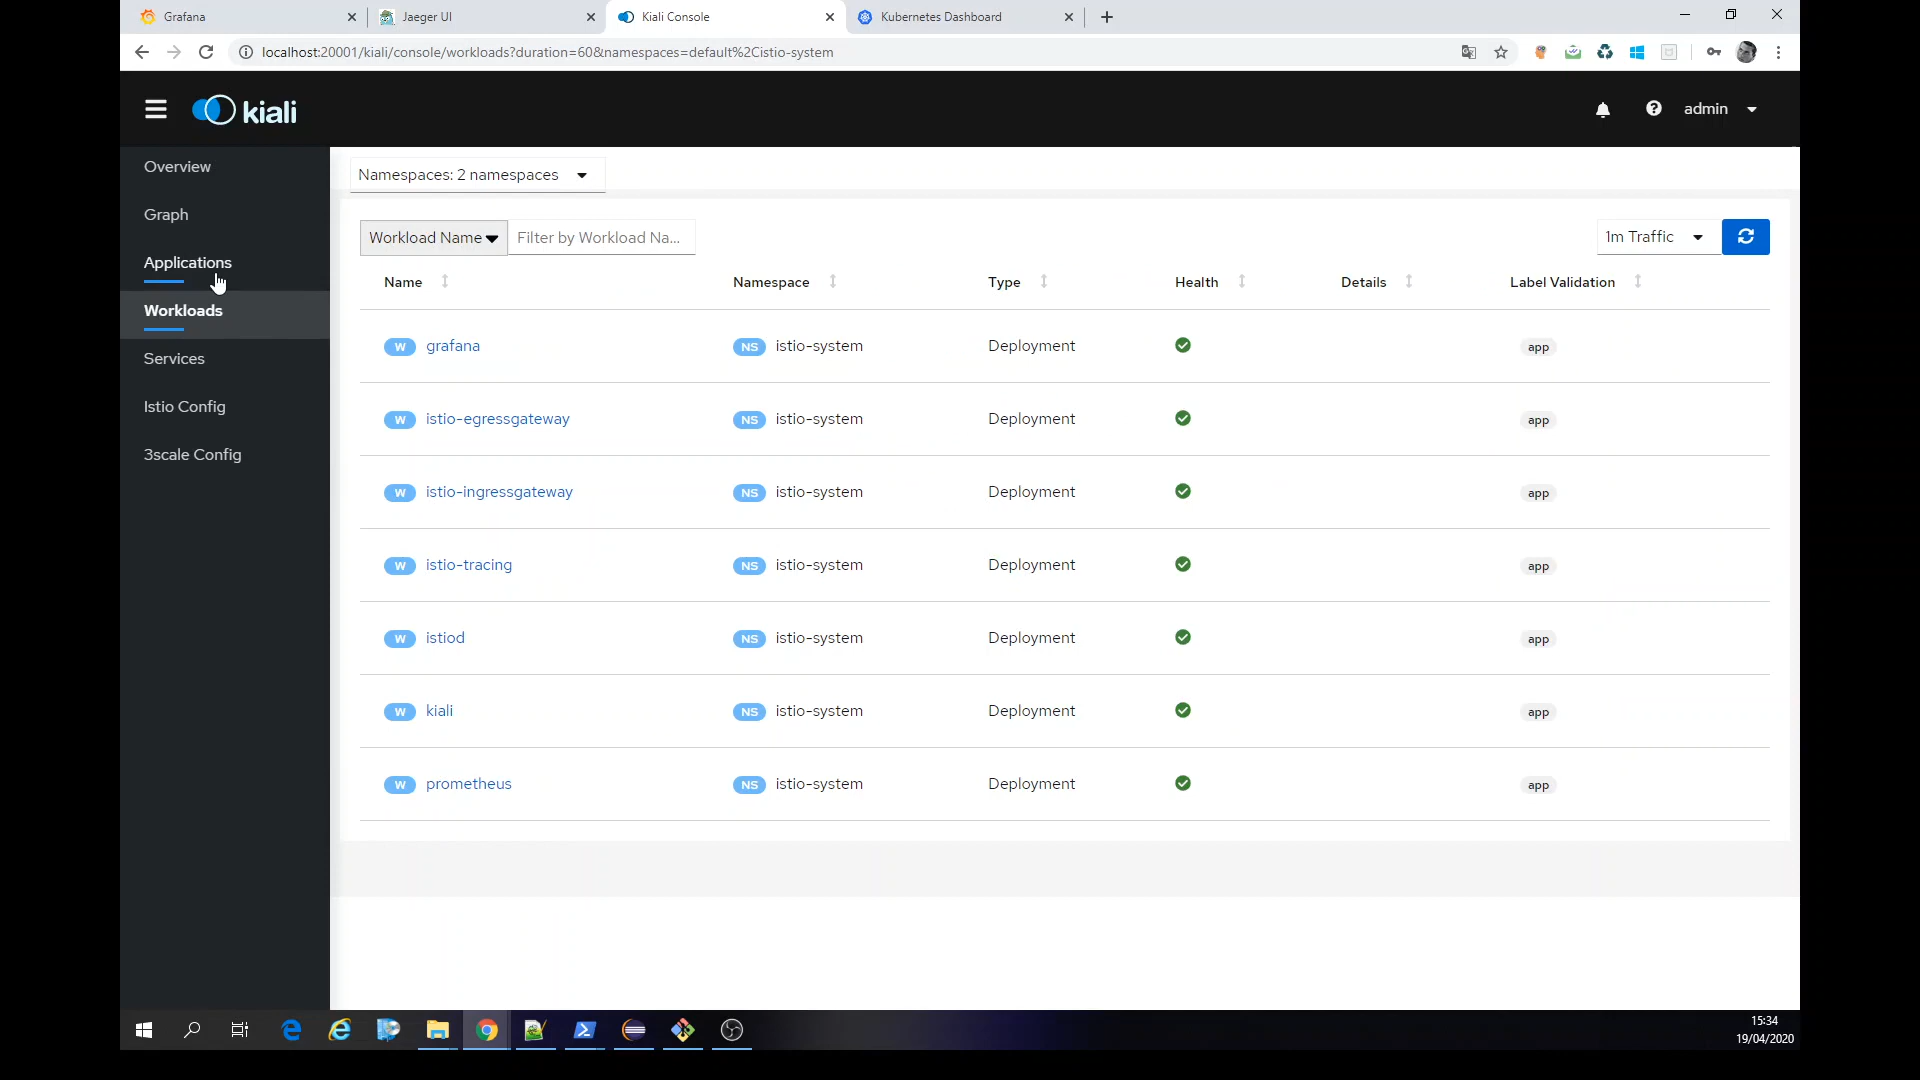 Grafana
Jaeger UI
Kiali Console
Kubernetes Dashboard
localhost:20001/kiali/console/workloads?duration=60&namespaces=default%2Cistio-system
kiali
admin
Overview
Graph
Applications
Workloads
Services
Istio Config
3scale Config
Namespaces: 2 namespaces
Workload Name
Filter by Workload Na...
1m Traffic
Name Namespace Type Health Details Label Validation
W grafana NS istio-system Deployment app
W istio-egressgateway NS istio-system Deployment app
W istio-ingressgateway NS istio-system Deployment app
W istio-tracing NS istio-system Deployment app
W istiod NS istio-system Deployment app
W kiali NS istio-system Deployment app
W prometheus NS istio-system Deployment app
15:34
19/04/2020